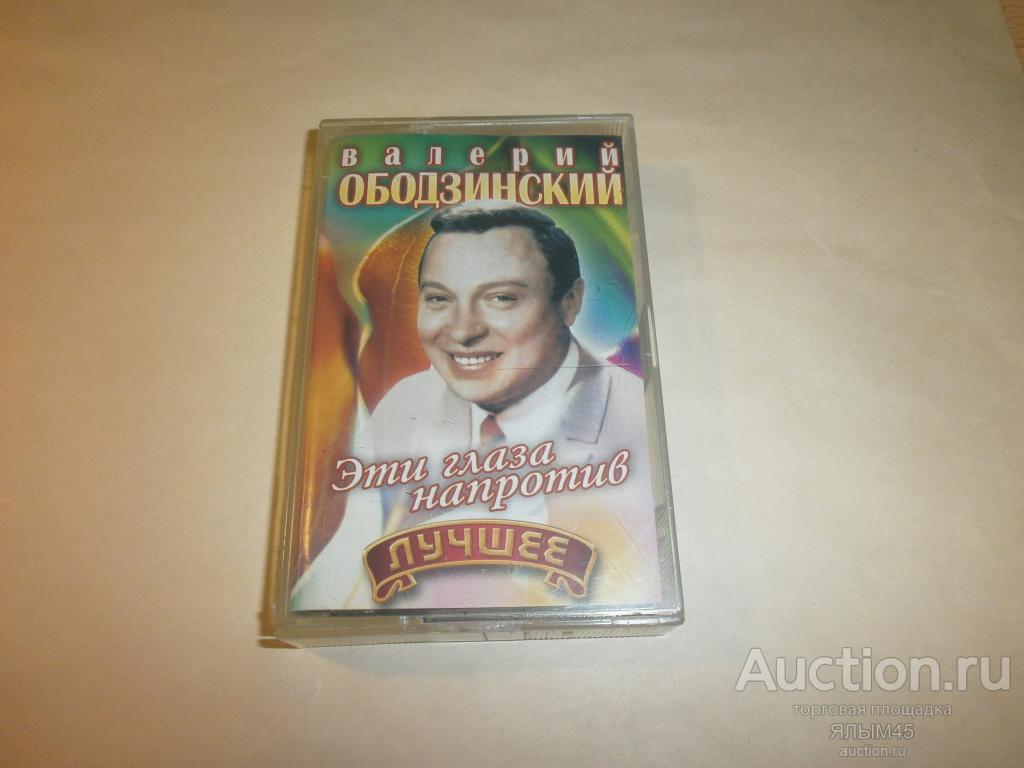 Валерий
ОБОДЗИНСКИЙ
Эти глаза
напротив
ЛУЧШЕЕ
Auction.ru
торговая площадка
ЯЛЫМ45
auction.ru